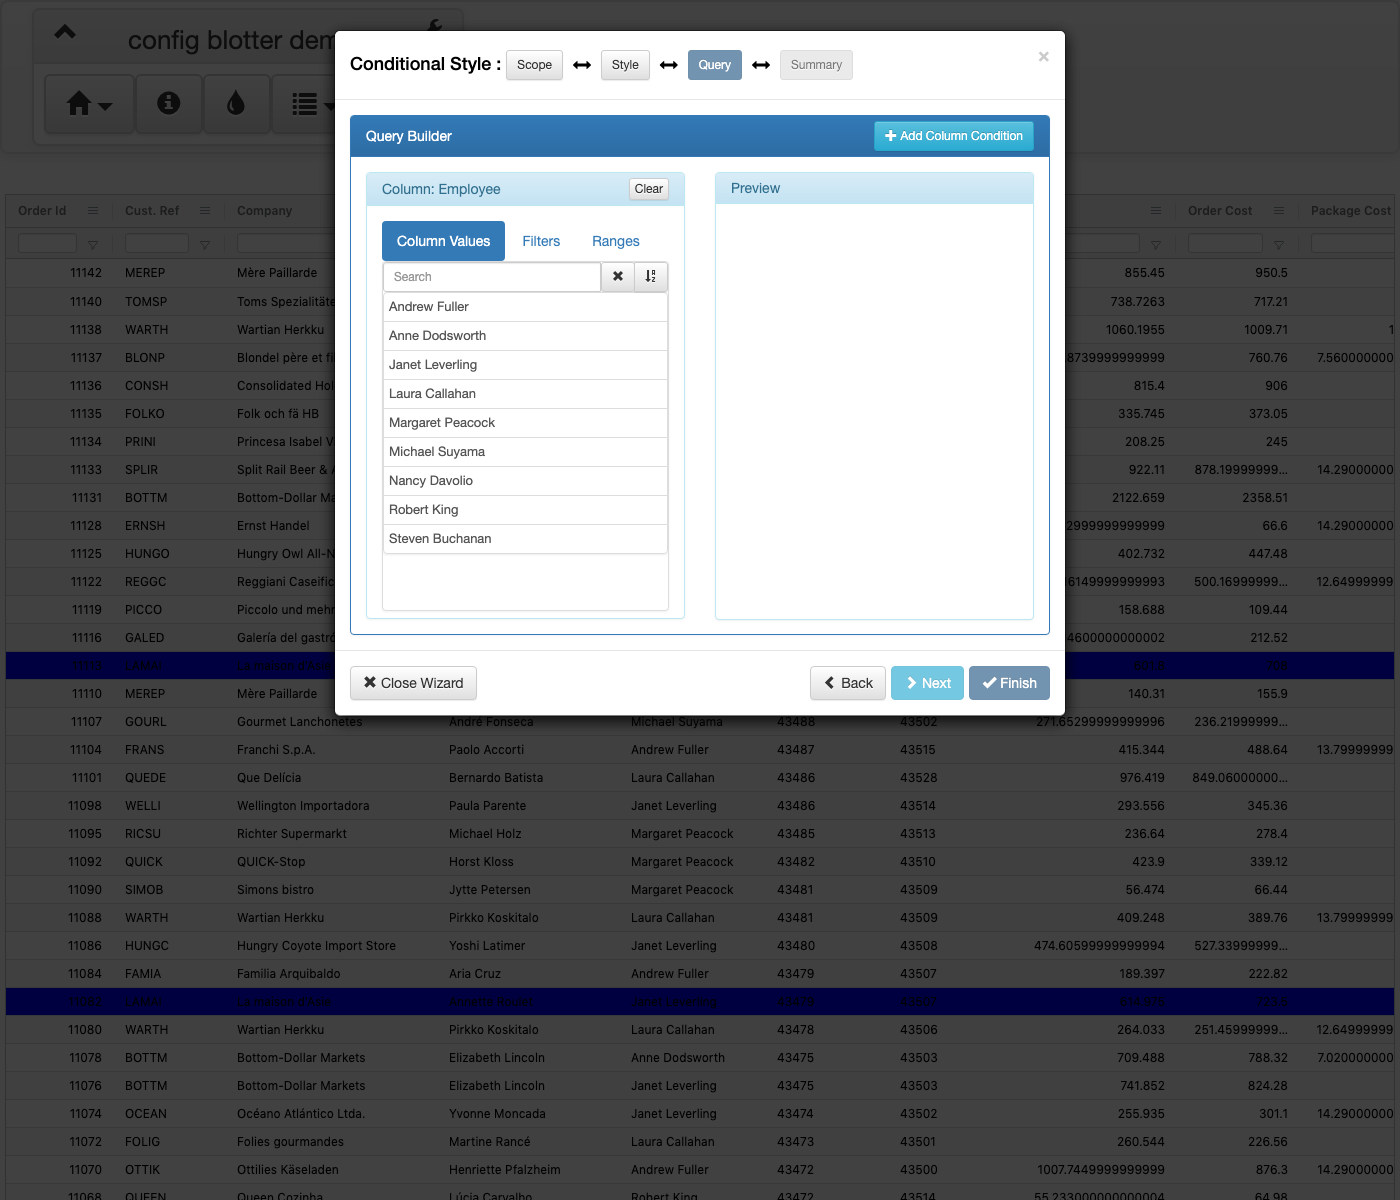 config blotter dem
Conditional Style : Scope Style Query Summary ×
Query Builder Add Column Condition
Column: Employee Clear Preview
Column Values Filters Ranges
Search
Andrew Fuller
Anne Dodsworth
Janet Leverling
Laura Callahan
Margaret Peacock
Michael Suyama
Nancy Davolio
Robert King
Steven Buchanan
Close Wizard Back Next Finish
Order Id Cust. Ref Company Order Cost Package Cost
11142 MEREP Mère Paillarde 855.45 950.5
11140 TOMSP Toms Spezialitäte 738.7263 717.21
11138 WARTH Wartian Herkku 1060.1955 1009.71 1
11137 BLONP Blondel père et fi 8739999999999 760.76 7.560000000
11136 CONSH Consolidated Hol 815.4 906
11135 FOLKO Folk och fä HB 335.745 373.05
11134 PRINI Princesa Isabel V 208.25 245
11133 SPLIR Split Rail Beer & A 922.11 878.19999999... 14.29000000
11131 BOTTM Bottom-Dollar Ma 2122.659 2358.51
11128 ERNSH Ernst Handel 2999999999999 66.6 14.29000000
11125 HUNGO Hungry Owl All-N 402.732 447.48
11122 REGGC Reggiani Caseific 6149999999993 500.16999999... 12.64999999
11119 PICCO Piccolo und mehr 158.688 109.44
11116 GALED Galería del gastró 4600000000002 212.52
11110 MEREP Mère Paillarde 140.31 155.9
11107 GOURL Gourmet Lanchonetes André Fonseca Michael Suyama 43488 43502 271.65299999999996 236.21999999...
11104 FRANS Franchi S.p.A. Paolo Accorti Andrew Fuller 43487 43515 415.344 488.64 13.79999999
11101 QUEDE Que Delícia Bernardo Batista Laura Callahan 43486 43528 976.419 849.06000000...
11098 WELLI Wellington Importadora Paula Parente Janet Leverling 43486 43514 293.556 345.36
11095 RICSU Richter Supermarkt Michael Holz Margaret Peacock 43485 43513 236.64 278.4
11092 QUICK QUICK-Stop Horst Kloss Margaret Peacock 43482 43510 423.9 339.12
11090 SIMOB Simons bistro Jytte Petersen Margaret Peacock 43481 43509 56.474 66.44
11088 WARTH Wartian Herkku Pirkko Koskitalo Laura Callahan 43481 43509 409.248 389.76 13.79999999
11086 HUNGC Hungry Coyote Import Store Yoshi Latimer Janet Leverling 43480 43508 474.60599999999994 527.33999999...
11084 FAMIA Familia Arquibaldo Aria Cruz Andrew Fuller 43479 43507 189.397 222.82
Janet Leverling
11080 WARTH Wartian Herkku Pirkko Koskitalo Laura Callahan 43478 43506 264.033 251.45999999... 12.64999999
11078 BOTTM Bottom-Dollar Markets Elizabeth Lincoln Anne Dodsworth 43475 43503 709.488 788.32 7.020000000
11076 BOTTM Bottom-Dollar Markets Elizabeth Lincoln Janet Leverling 43475 43503 741.852 824.28
11074 OCEAN Océano Atlántico Ltda. Yvonne Moncada Janet Leverling 43474 43502 255.935 301.1 14.29000000
11072 FOLIG Folies gourmandes Martine Rancé Laura Callahan 43473 43501 260.544 226.56
11070 OTTIK Ottilies Käseladen Henriette Pfalzheim Andrew Fuller 43472 43500 1007.7449999999999 876.3 14.29000000
11068 QUEEN Queen Cozinha Lúcia Carvalho Robert King 43472 43514 55.233000000000004 64.98